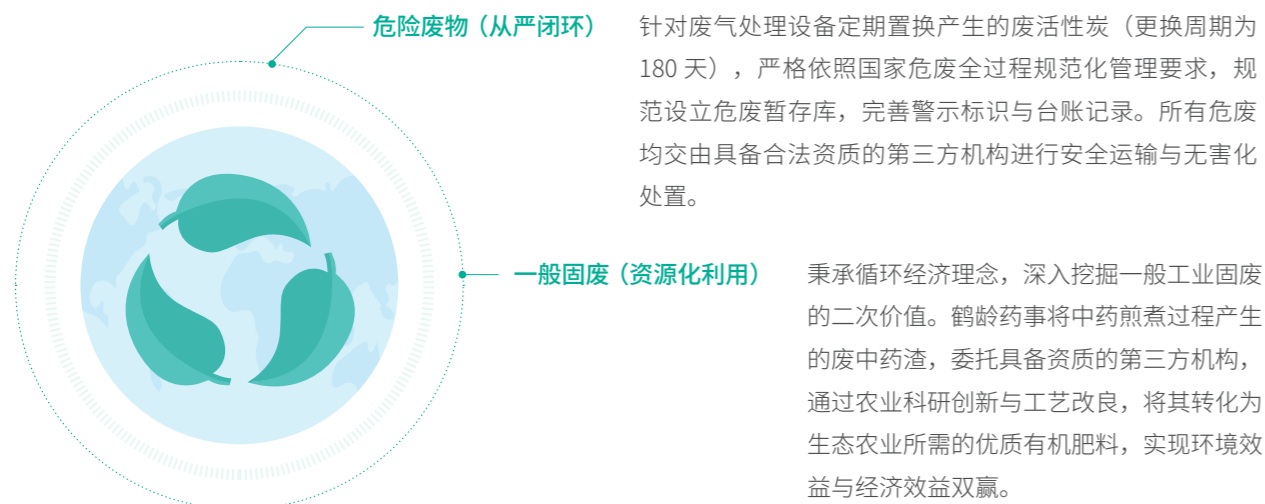 危险废物（从严闭环）
针对废气处理设备定期置换产生的废活性炭（更换周期为
180 天），严格依照国家危废全过程规范化管理要求，规
范设立危废暂存库，完善警示标识与台账记录。所有危废
均交由具备合法资质的第三方机构进行安全运输与无害化
处置。
一般固废（资源化利用）
秉承循环经济理念，深入挖掘一般工业固废
的二次价值。鹤龄药事将中药煎煮过程产生
的废中药渣，委托具备资质的第三方机构，
通过农业科研创新与工艺改良，将其转化为
生态农业所需的优质有机肥料，实现环境效
益与经济效益双赢。